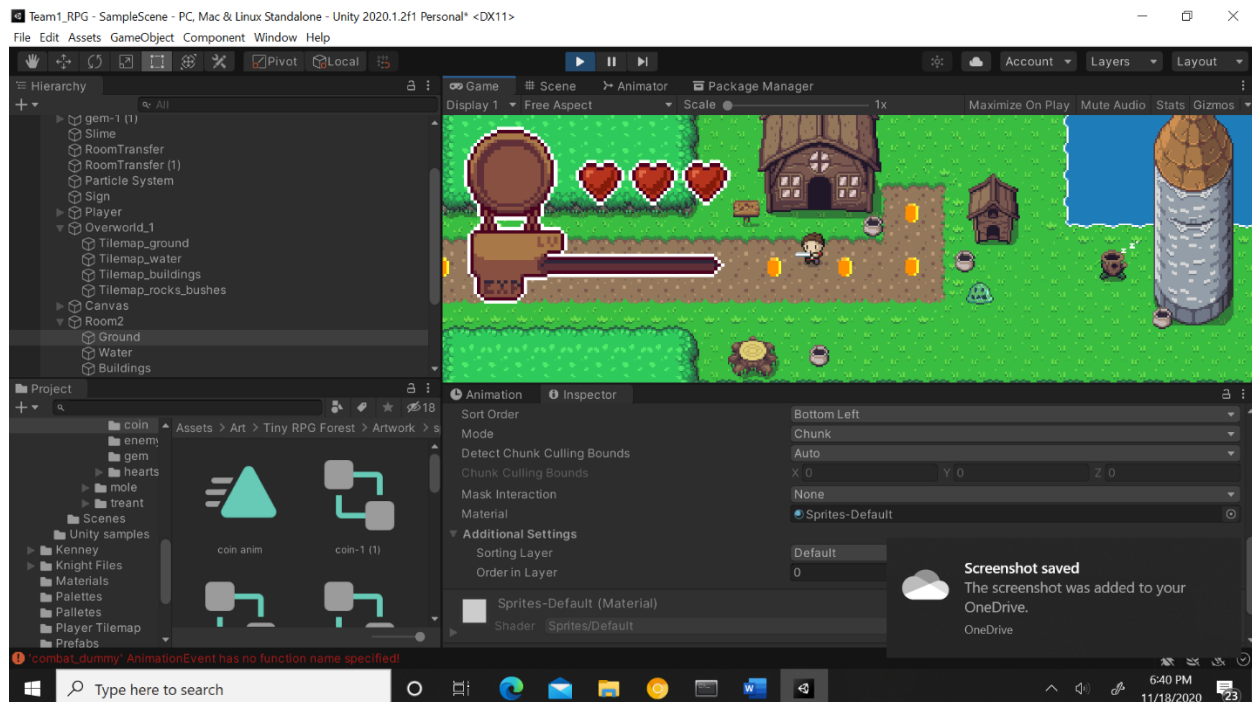 Team1_RPG - SampleScene - PC, Mac & Linux Standalone - Unity 2020.1.2f1 Personal* <DX11>
File Edit Assets GameObject Component Window Help
Pivot Local Account Layers Layout
Hierarchy
All
gem-1 (1)
Slime
RoomTransfer
RoomTransfer (1)
Particle System
Sign
Player
Overworld_1
Tilemap_ground
Tilemap_water
Tilemap_buildings
Tilemap_rocks_bushes
Canvas
Room2
Ground
Water
Buildings
Game Scene Animator Package Manager
Display 1 Free Aspect Scale 1x Maximize On Play Mute Audio Stats Gizmos
LV
EXP
z z z
Project
18
coin
enemy
gem
hearts
mole
treant
Scenes
Unity samples
Kenney
Knight Files
Materials
Palettes
Palletes
Player Tilemap
Prefabs
Assets > Art > Tiny RPG Forest > Artwork > s
coin anim
coin-1 (1)
Animation Inspector
Sort Order Bottom Left
Mode Chunk
Detect Chunk Culling Bounds Auto
Chunk Culling Bounds X 0 Y 0 Z 0
Mask Interaction None
Material Sprites-Default
Additional Settings
Sorting Layer Default
Order in Layer 0
Sprites-Default (Material)
Shader Sprites/Default
Screenshot saved
The screenshot was added to your
OneDrive.
OneDrive
'combat_dummy' AnimationEvent has no function name specified!
Type here to search
6:40 PM
11/18/2020
23